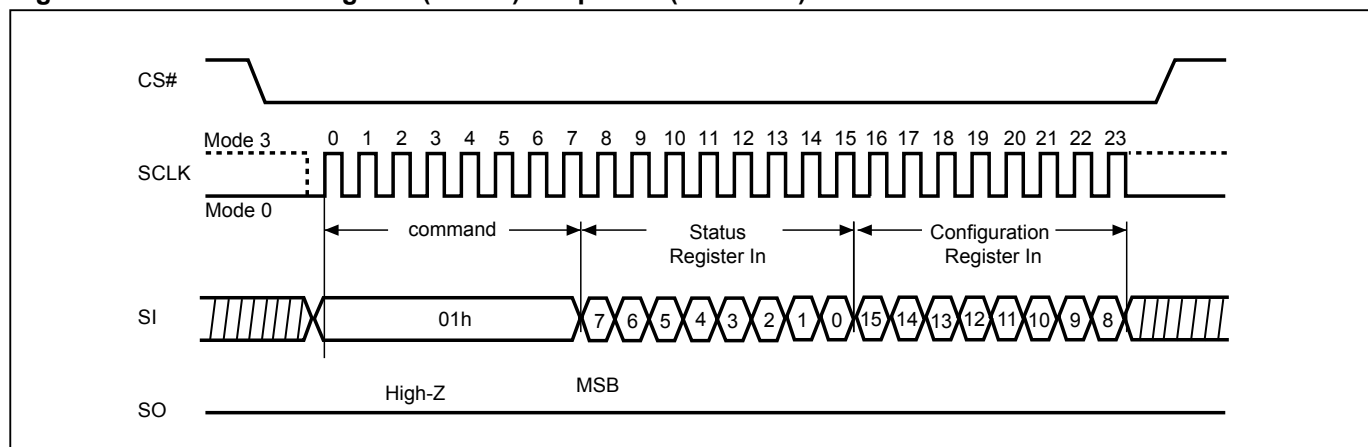 CS#
Mode 3
0 1 2 3 4 5 6 7 8 9 10 11 12 13 14 15 16 17 18 19 20 21 22 23
SCLK
Mode 0
command
Status
Register In
Configuration
Register In
SI
01h
7 6 5 4 3 2 1 0 15 14 13 12 11 10 9 8
High-Z
MSB
SO